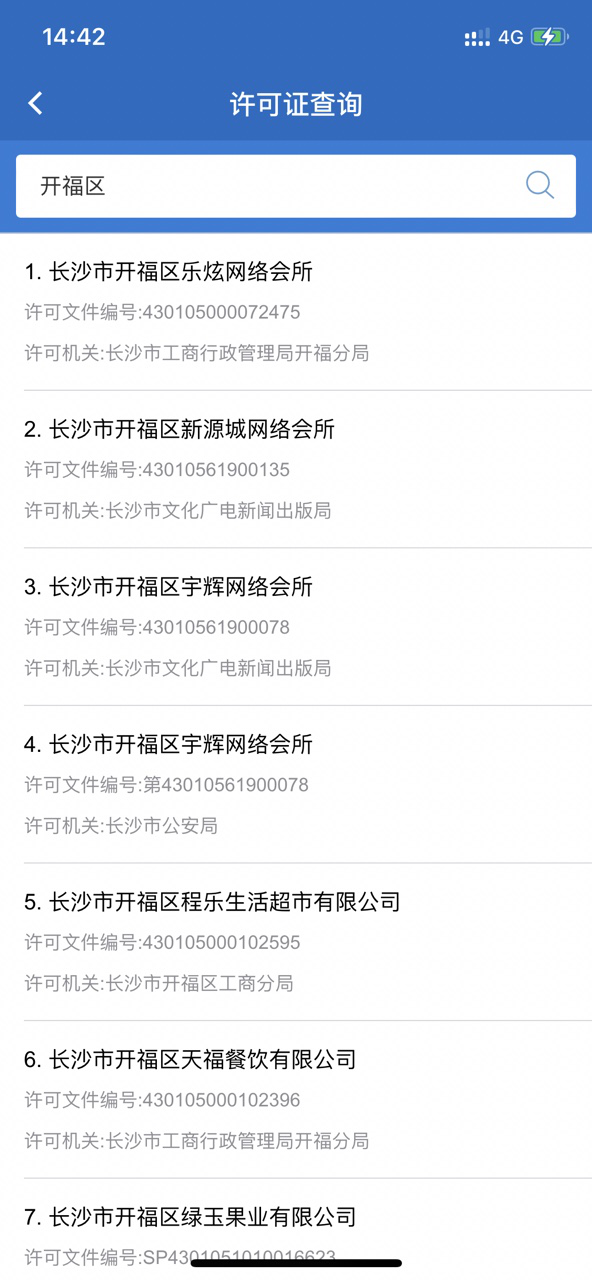 14:42
4G
许可证查询
开福区
1. 长沙市开福区乐炫网络会所
许可文件编号:430105000072475
许可机关:长沙市工商行政管理局开福分局
2. 长沙市开福区新源城网络会所
许可文件编号:43010561900135
许可机关:长沙市文化广电新闻出版局
3. 长沙市开福区宇辉网络会所
许可文件编号:43010561900078
许可机关:长沙市文化广电新闻出版局
4. 长沙市开福区宇辉网络会所
许可文件编号:第43010561900078
许可机关:长沙市公安局
5. 长沙市开福区程乐生活超市有限公司
许可文件编号:430105000102595
许可机关:长沙市开福区工商分局
6. 长沙市开福区天福餐饮有限公司
许可文件编号:430105000102396
许可机关:长沙市工商行政管理局开福分局
7. 长沙市开福区绿玉果业有限公司
许可文件编号:SP4301051010016623